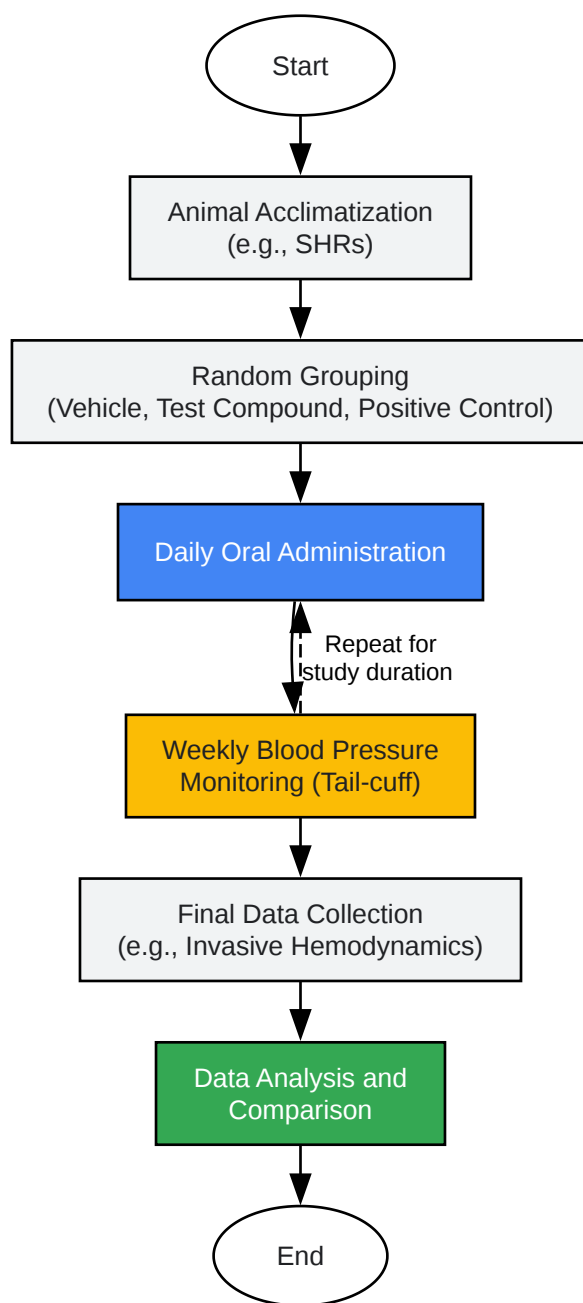 Start
Animal Acclimatization
(e.g., SHRs)
Random Grouping
(Vehicle, Test Compound, Positive Control)
Daily Oral Administration
Repeat for
study duration
Weekly Blood Pressure
Monitoring (Tail-cuff)
Final Data Collection
(e.g., Invasive Hemodynamics)
Data Analysis and
Comparison
End